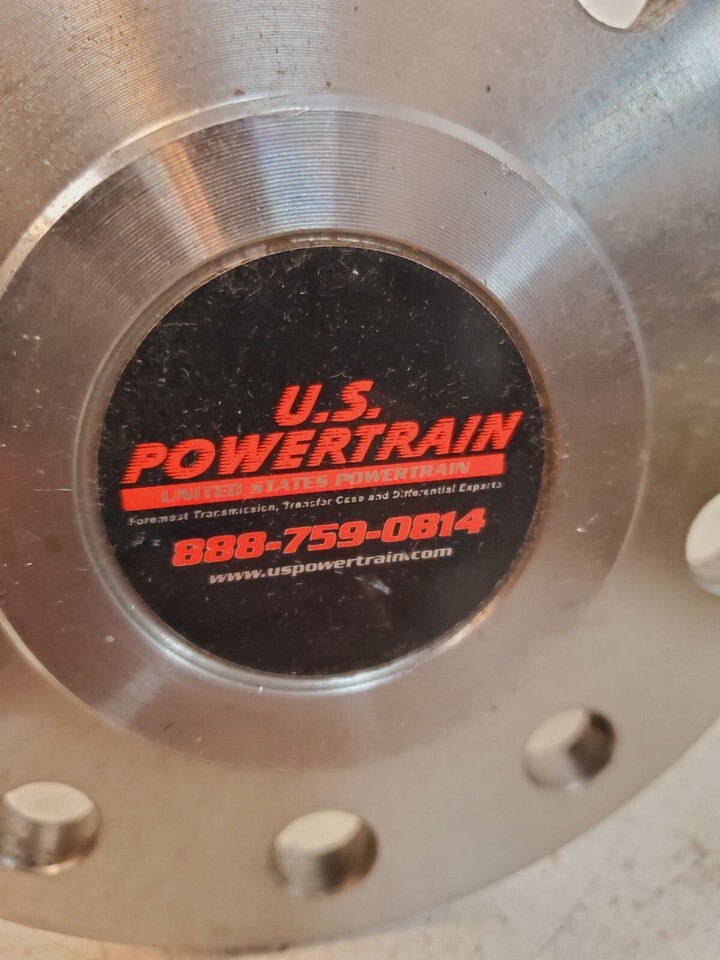 U.S.
POWERTRAIN
UNITED STATES POWERTRAIN
Foremost Transmission, Transfer Case and Differential Experts
888-759-0814
www.uspowertrain.com